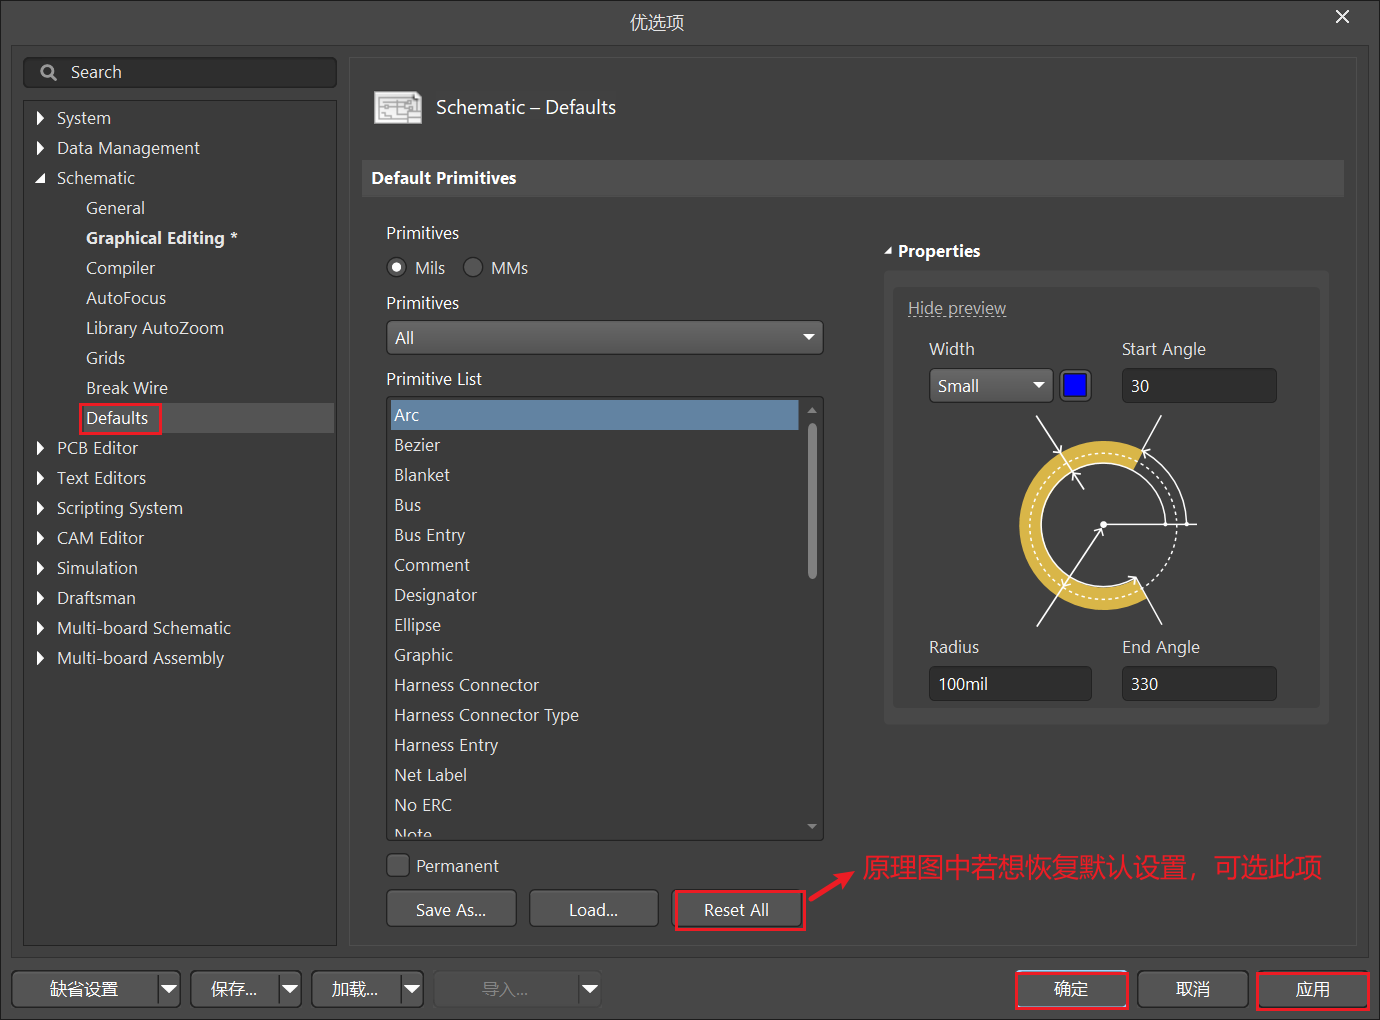 优选项
Search
System
Data Management
Schematic
General
Graphical Editing *
Compiler
AutoFocus
Library AutoZoom
Grids
Break Wire
Defaults
PCB Editor
Text Editors
Scripting System
CAM Editor
Simulation
Draftsman
Multi-board Schematic
Multi-board Assembly
Schematic – Defaults
Default Primitives
Primitives
Mils MMs
Primitives
All
Primitive List
Arc
Bezier
Blanket
Bus
Bus Entry
Comment
Designator
Ellipse
Graphic
Harness Connector
Harness Connector Type
Harness Entry
Net Label
No ERC
Note
Permanent
Save As... Load... Reset All
Properties
Hide preview
Width Start Angle
Small 30
Radius End Angle
100mil 330
原理图中若想恢复默认设置，可选此项
缺省设置 保存... 加载... 导入... 确定 取消 应用